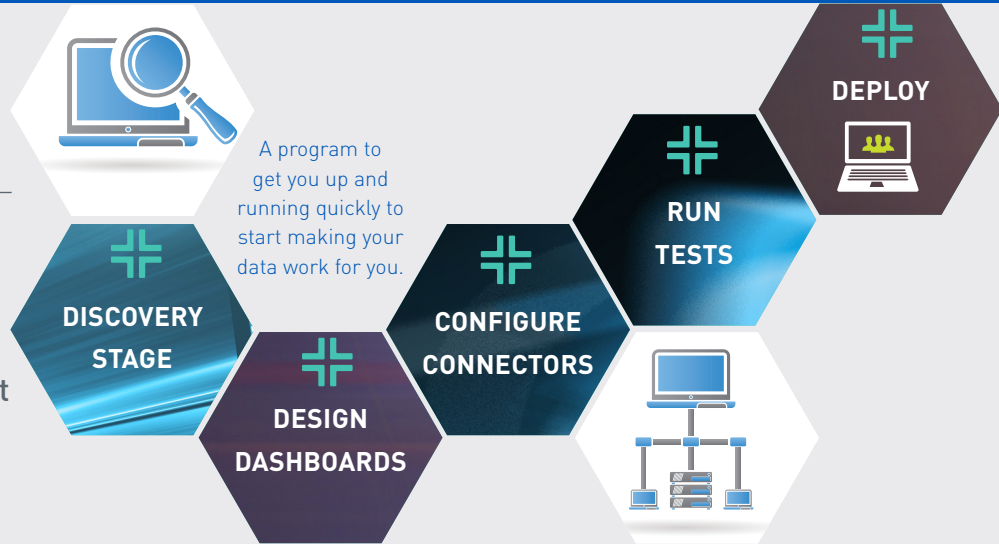 A program to
get you up and
running quickly to
start making your
data work for you.
DISCOVERY
STAGE
DESIGN
DASHBOARDS
CONFIGURE
CONNECTORS
RUN
TESTS
DEPLOY